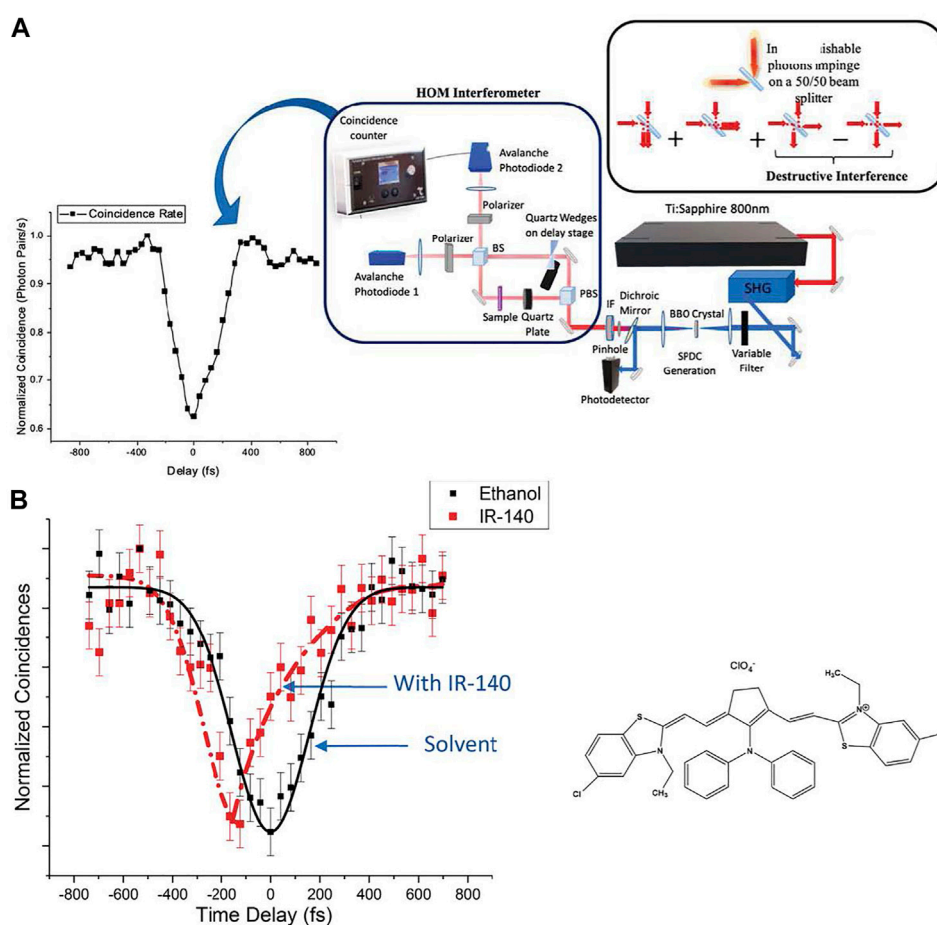 A
In
ishable
photons impinge
on a 50/50 beam
splitter
+
+
−
Destructive Interference
HOM Interferometer
Coincidence
counter
Avalanche
Photodiode 2
Polarizer
Polarizer
BS
Quartz Wedges
on delay stage
Avalanche
Photodiode 1
PBS
Sample
Quartz
Plate
Ti:Sapphire 800nm
SHG
IF
Dichroic
Mirror
BBO Crystal
Pinhole
SPDC
Generation
Variable
Filter
Photodetector
Coincidence Rate
Normalized Coincidence (Photon Pairs/s)
1.0
0.9
0.8
0.7
0.6
-800
-400
0
400
800
Delay (fs)
B
Ethanol
IR-140
With IR-140
Solvent
Normalized Coincidences
-800
-600
-400
-200
0
200
400
600
800
Time Delay (fs)
ClO₄⁻
H₃C
N⊕
S
S
N
Cl
CH₃